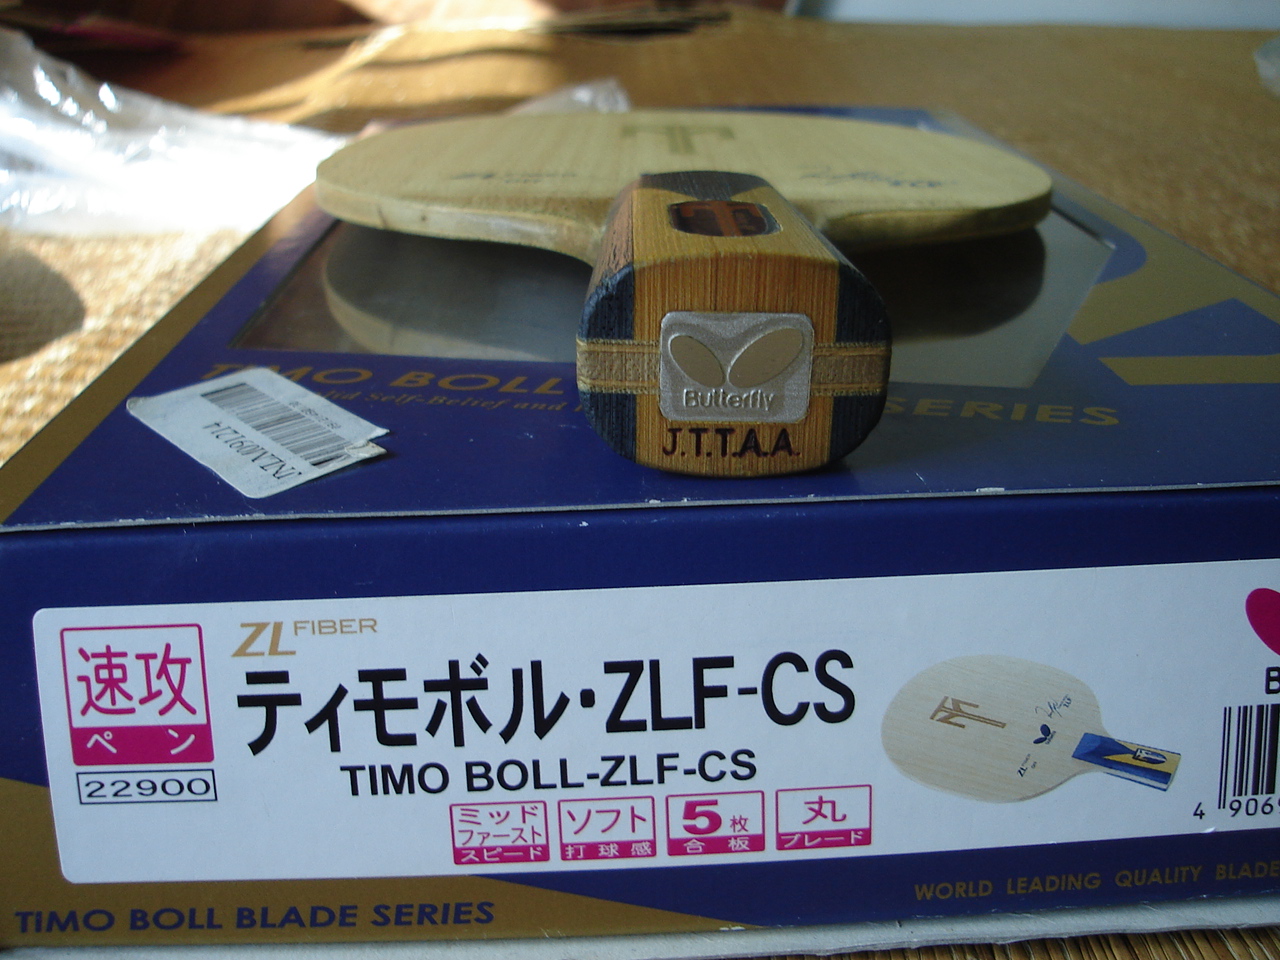 Butterfly
J.T.T.A.A.
TIMO BOLL
SERIES
JNZA091214
速攻
ペン
22900
ZL FIBER
ティモボル・ZLF-CS
TIMO BOLL-ZLF-CS
ミッド
ファースト
スピード
ソフト
打球感
5枚
合板
丸
ブレード
4 9069
WORLD LEADING QUALITY BLADE
TIMO BOLL BLADE SERIES